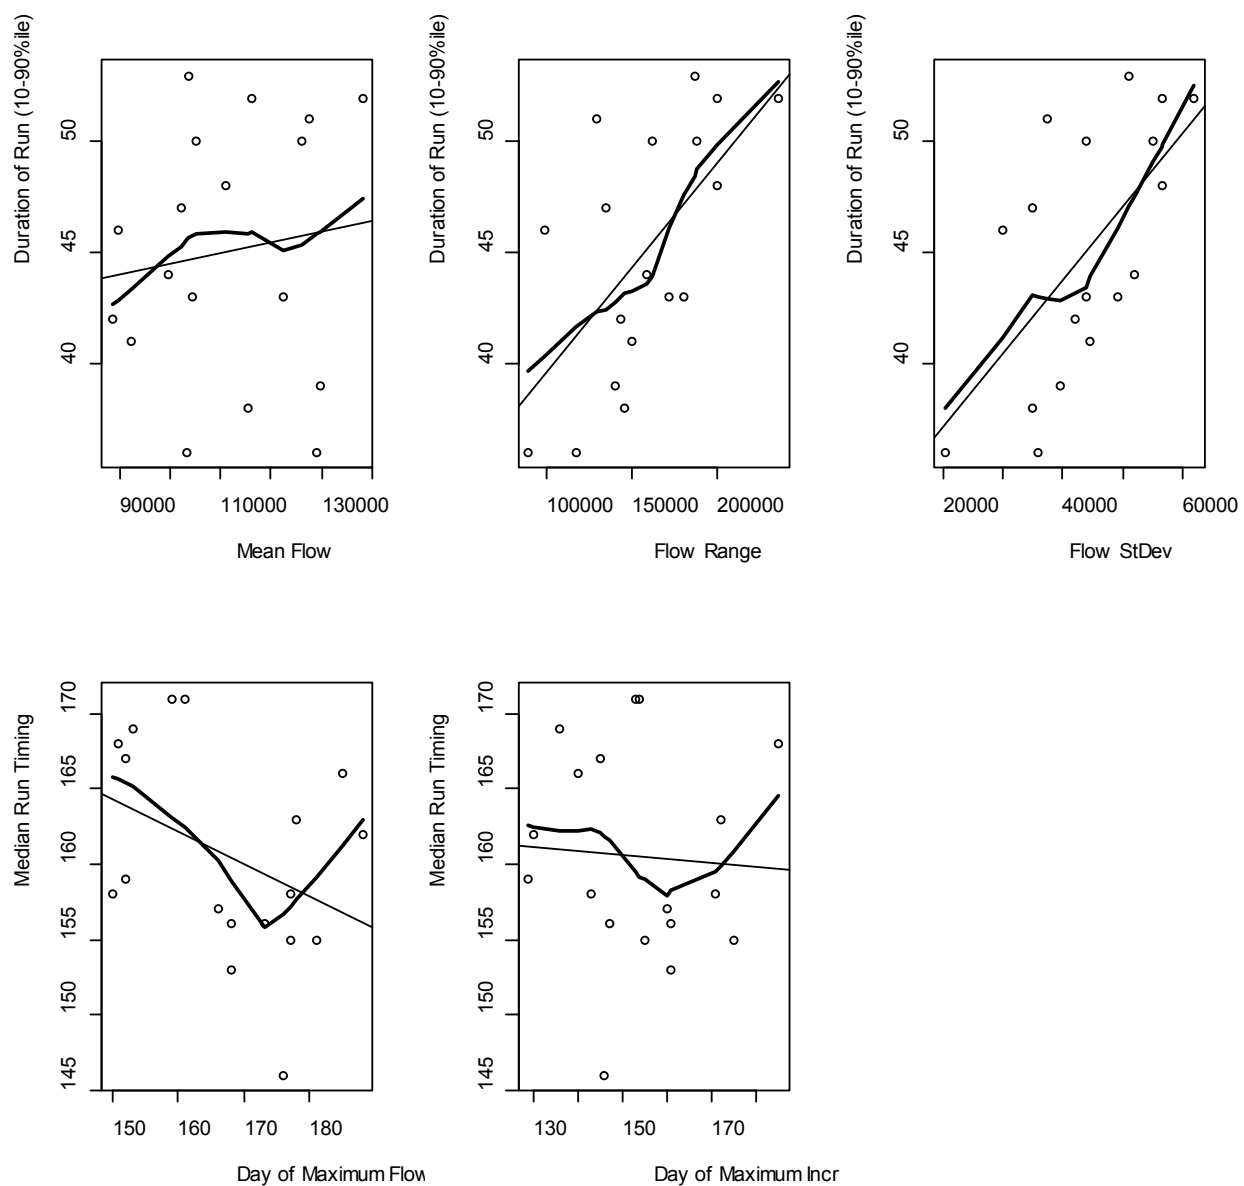 Duration of Run (10-90%ile)
50
45
40
90000 110000 130000
Mean Flow
Duration of Run (10-90%ile)
50
45
40
100000 150000 200000
Flow Range
Duration of Run (10-90%ile)
50
45
40
20000 40000 60000
Flow StDev
Median Run Timing
170
165
160
155
150
145
150 160 170 180
Day of Maximum Flow
Median Run Timing
170
165
160
155
150
145
130 150 170
Day of Maximum Incr